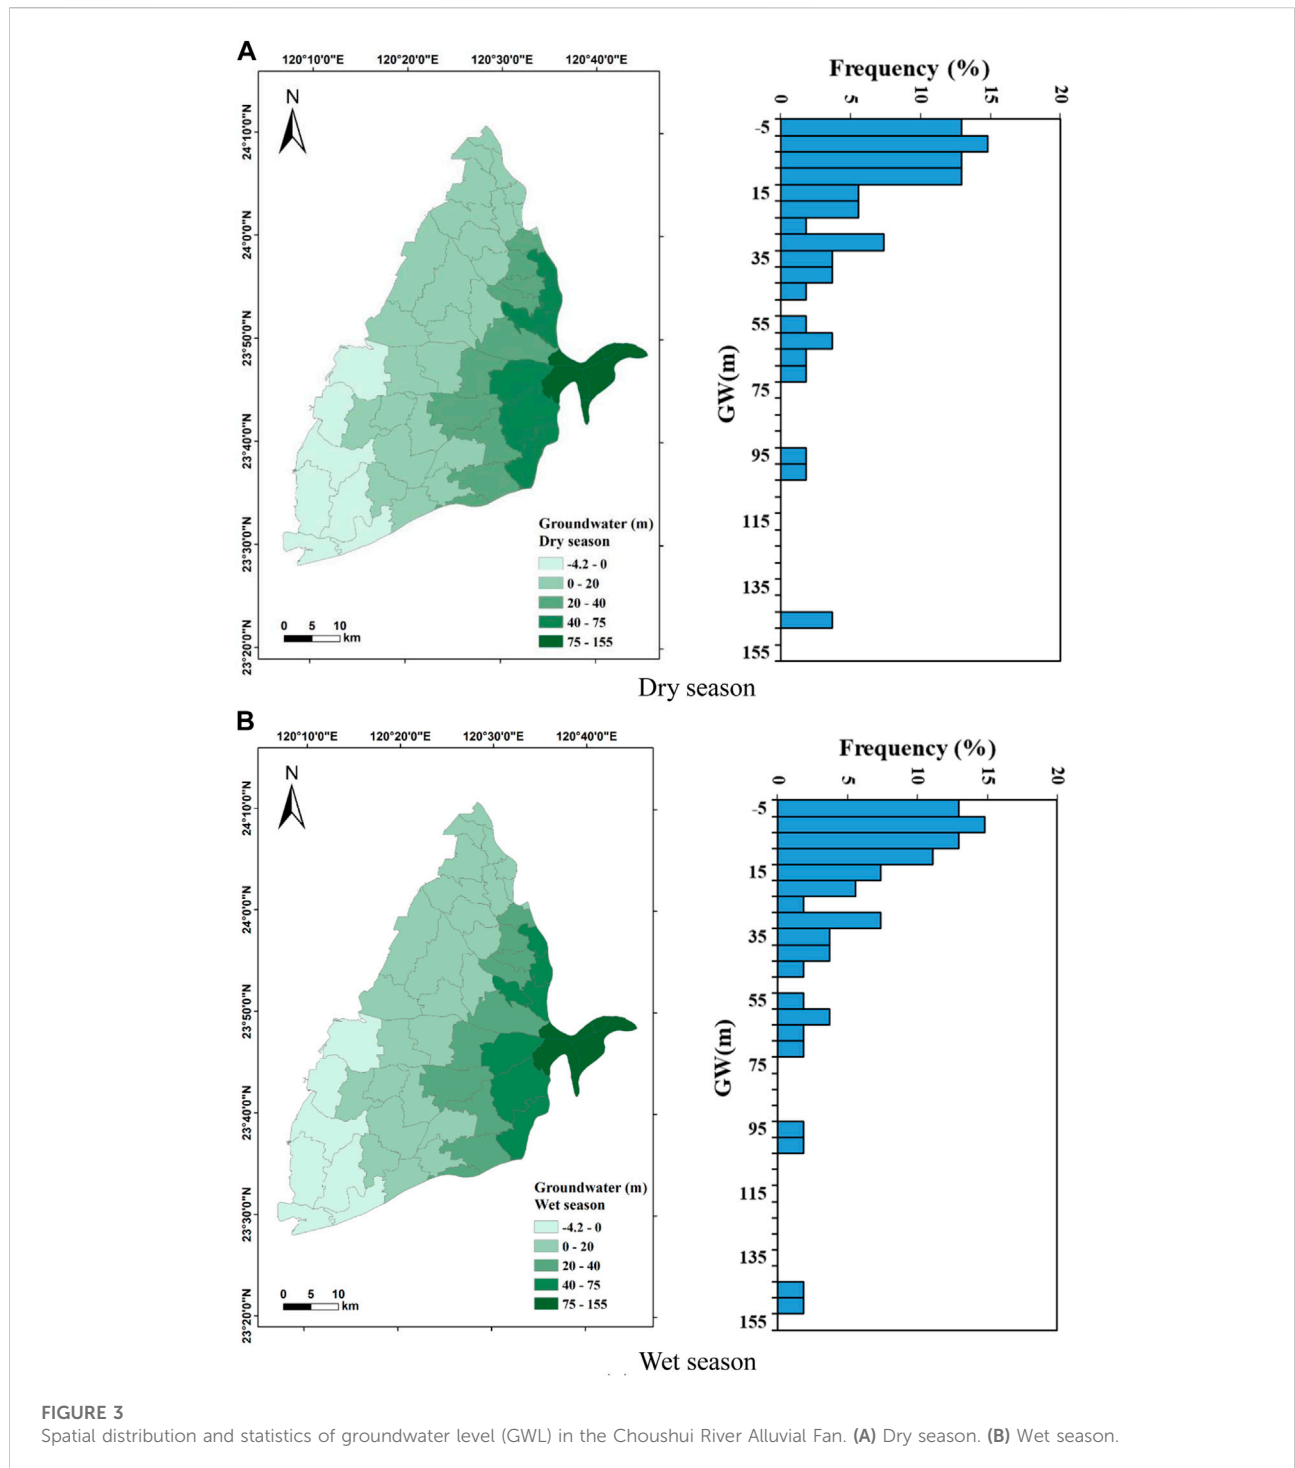 A
120°10'0"E 120°20'0"E 120°30'0"E 120°40'0"E
N
24°10'0"N
24°0'0"N
23°50'0"N
23°40'0"N
23°30'0"N
23°20'0"N
Groundwater (m)
Dry season
-4.2 - 0
0 - 20
20 - 40
40 - 75
75 - 155
0 5 10
km
Frequency (%)
0 5 10 15 20
GW(m)
-5
15
35
55
75
95
115
135
155
Dry season
B
120°10'0"E 120°20'0"E 120°30'0"E 120°40'0"E
N
24°10'0"N
24°0'0"N
23°50'0"N
23°40'0"N
23°30'0"N
23°20'0"N
Groundwater (m)
Wet season
-4.2 - 0
0 - 20
20 - 40
40 - 75
75 - 155
0 5 10
km
Frequency (%)
0 5 10 15 20
GW(m)
-5
15
35
55
75
95
115
135
155
Wet season
FIGURE 3
Spatial distribution and statistics of groundwater level (GWL) in the Choushui River Alluvial Fan. (A) Dry season. (B) Wet season.